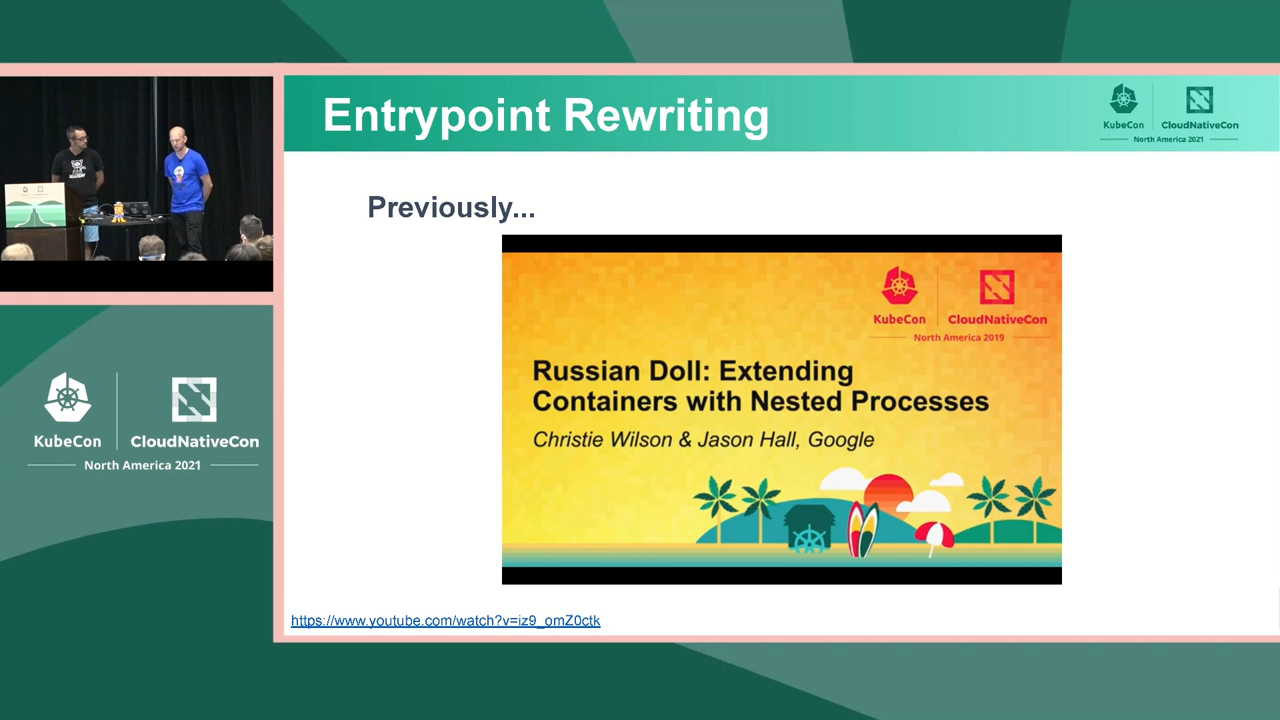 Entrypoint Rewriting
KubeCon
CloudNativeCon
North America 2021
Previously...
KubeCon
CloudNativeCon
North America 2019
Russian Doll: Extending
Containers with Nested Processes
Christie Wilson & Jason Hall, Google
https://www.youtube.com/watch?v=iz9_omZ0ctk
KubeCon
CloudNativeCon
North America 2021